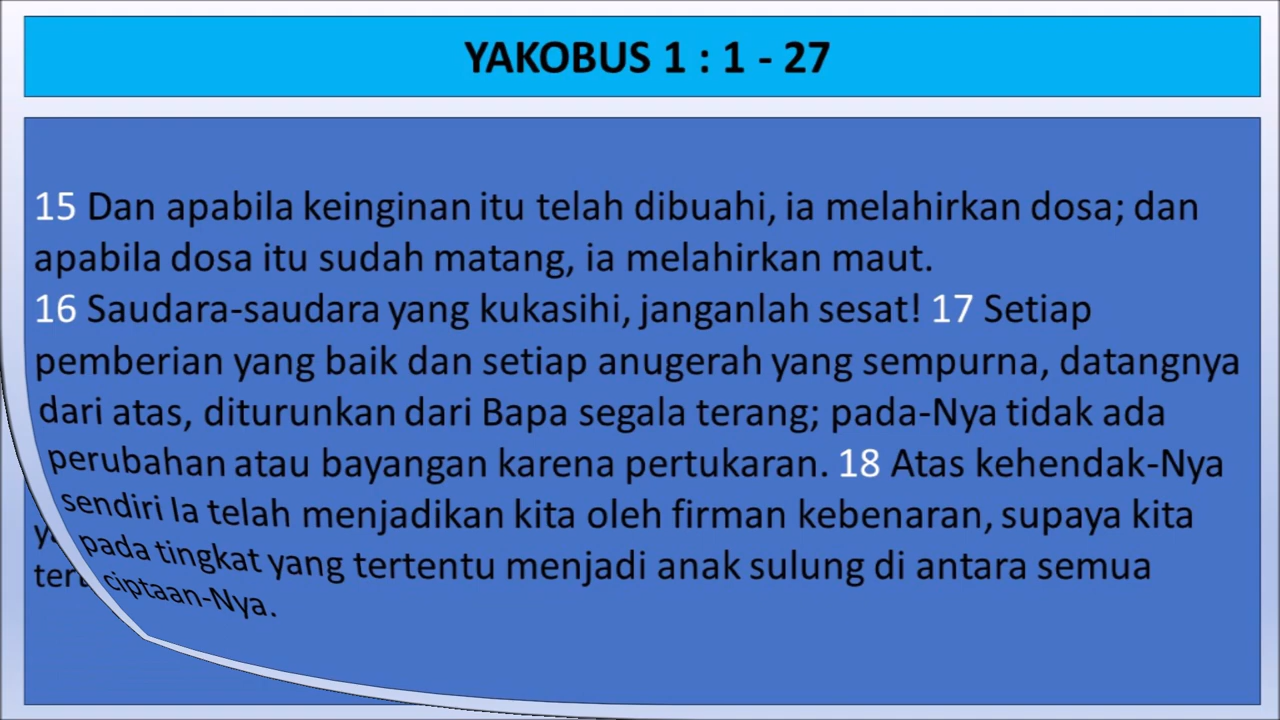 YAKOBUS 1 : 1 - 27
15 Dan apabila keinginan itu telah dibuahi, ia melahirkan dosa; dan
apabila dosa itu sudah matang, ia melahirkan maut.
16 Saudara-saudara yang kukasihi, janganlah sesat! 17 Setiap
pemberian yang baik dan setiap anugerah yang sempurna, datangnya
dari atas, diturunkan dari Bapa segala terang; pada-Nya tidak ada
perubahan atau bayangan karena pertukaran. 18 Atas kehendak-Nya
sendiri Ia telah menjadikan kita oleh firman kebenaran, supaya kita
pada tingkat yang tertentu menjadi anak sulung di antara semua
ciptaan-Nya.